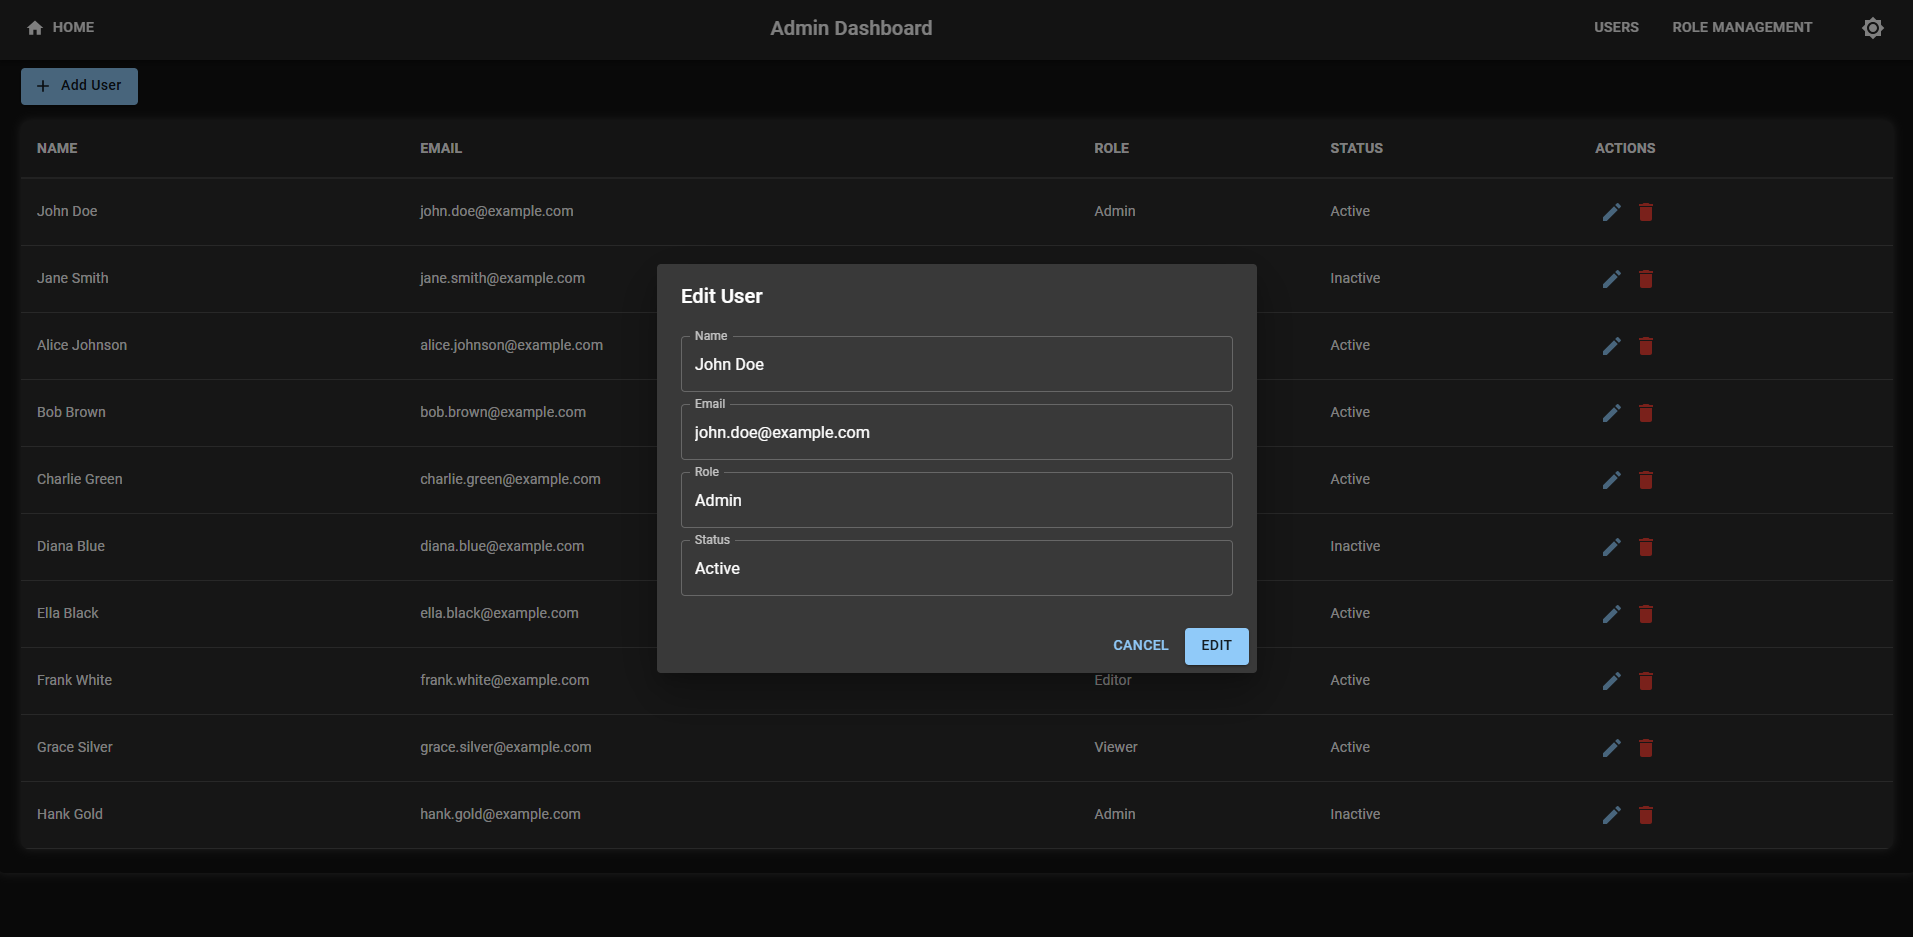 HOME
Admin Dashboard
USERS
ROLE MANAGEMENT
Add User
NAME EMAIL ROLE STATUS ACTIONS
John Doe john.doe@example.com Admin Active
Jane Smith jane.smith@example.com Inactive
Alice Johnson alice.johnson@example.com Active
Bob Brown bob.brown@example.com Active
Charlie Green charlie.green@example.com Active
Diana Blue diana.blue@example.com Inactive
Ella Black ella.black@example.com Active
Frank White frank.white@example.com Editor Active
Grace Silver grace.silver@example.com Viewer Active
Hank Gold hank.gold@example.com Admin Inactive
Edit User
Name
John Doe
Email
john.doe@example.com
Role
Admin
Status
Active
CANCEL
EDIT